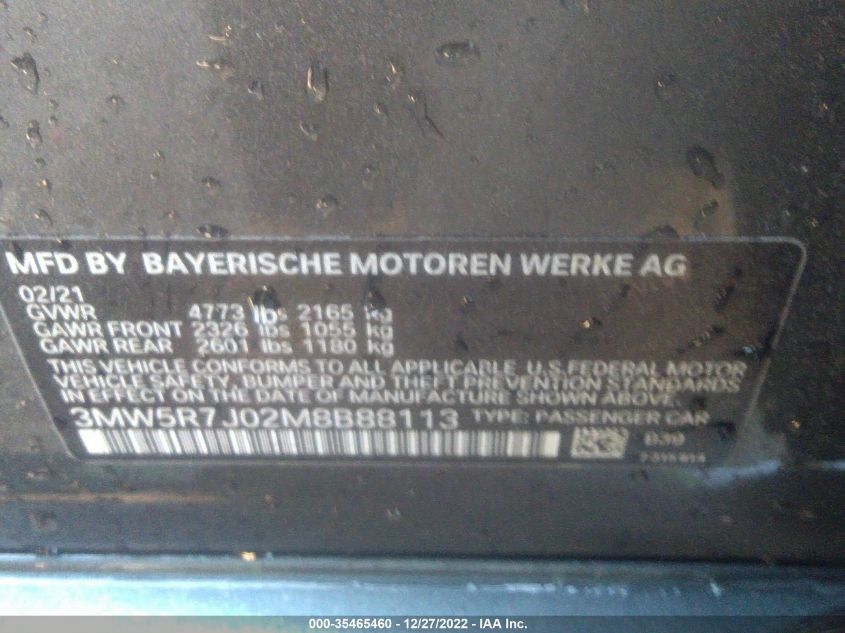 MFD BY BAYERISCHE MOTOREN WERKE AG
02/21
GVWR 4773 lbs 2165 kg
GAWR FRONT 2326 lbs 1055 kg
GAWR REAR 2601 lbs 1180 kg
THIS VEHICLE CONFORMS TO ALL APPLICABLE U.S. FEDERAL MOTOR
VEHICLE SAFETY, BUMPER AND THEFT PREVENTION STANDARDS
IN EFFECT ON THE DATE OF MANUFACTURE SHOWN ABOVE.
3MW5R7J02M8B88113 TYPE: PASSENGER CAR
000-35465460 - 12/27/2022 - IAA Inc.